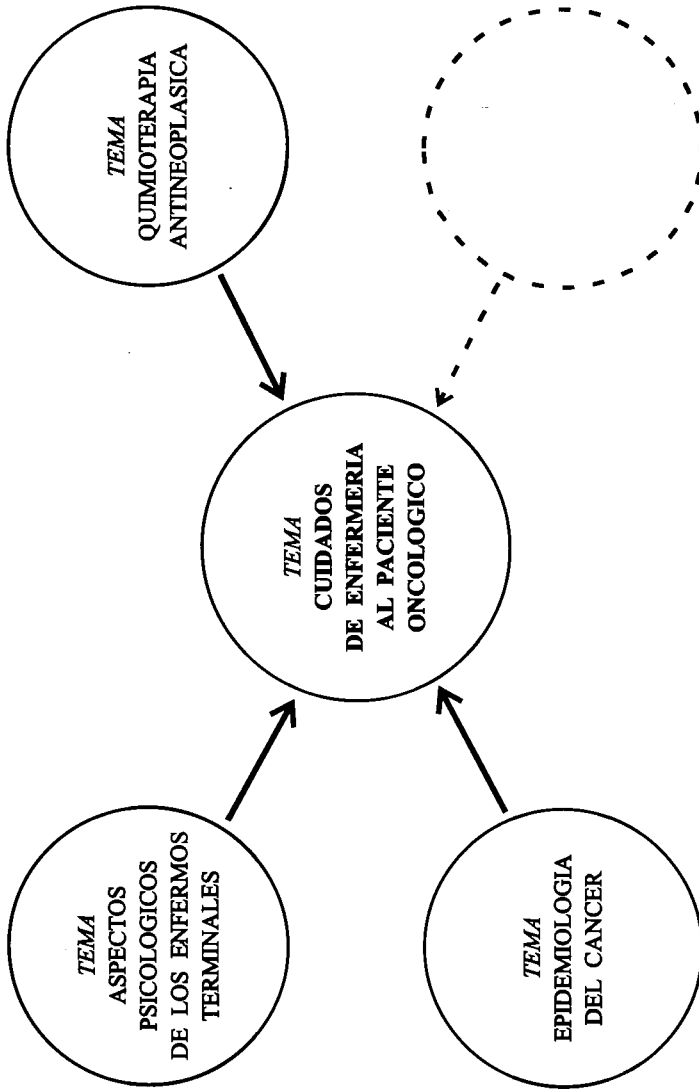 TEMA
ASPECTOS
PSICOLOGICOS
DE LOS ENFERMOS
TERMINALES
TEMA
QUIMIOTERAPIA
ANTINEOPLASICA
TEMA
CUIDADOS
DE ENFERMERIA
AL PACIENTE
ONCOLOGICO
TEMA
EPIDEMIOLOGIA
DEL CANCER